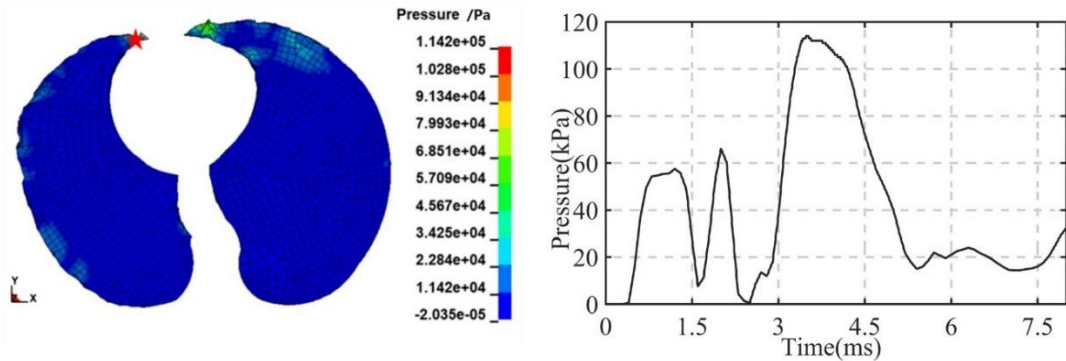 Pressure /Pa
1.142e+05
1.028e+05
9.134e+04
7.993e+04
6.851e+04
5.709e+04
4.567e+04
3.425e+04
2.284e+04
1.142e+04
-2.035e-05
Y
X
Pressure(kPa)
120
100
80
60
40
20
0
0 1.5 3 4.5 6 7.5
Time(ms)